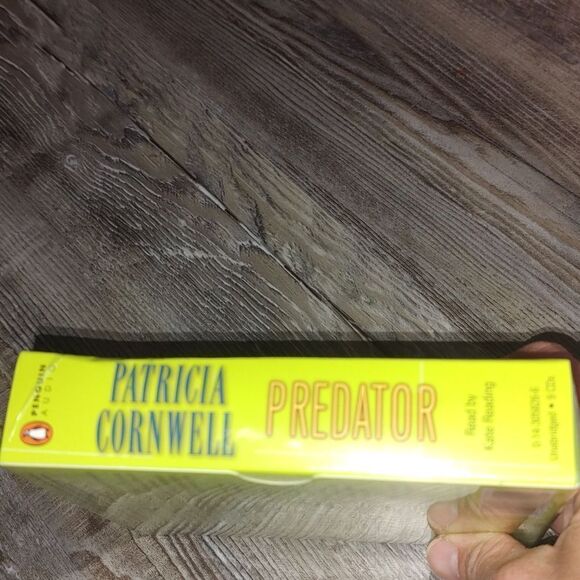 PENGUIN
AUDIO
PATRICIA
CORNWELL
PREDATOR
Read by
Kate Reading
Unabridged • 9 CDs